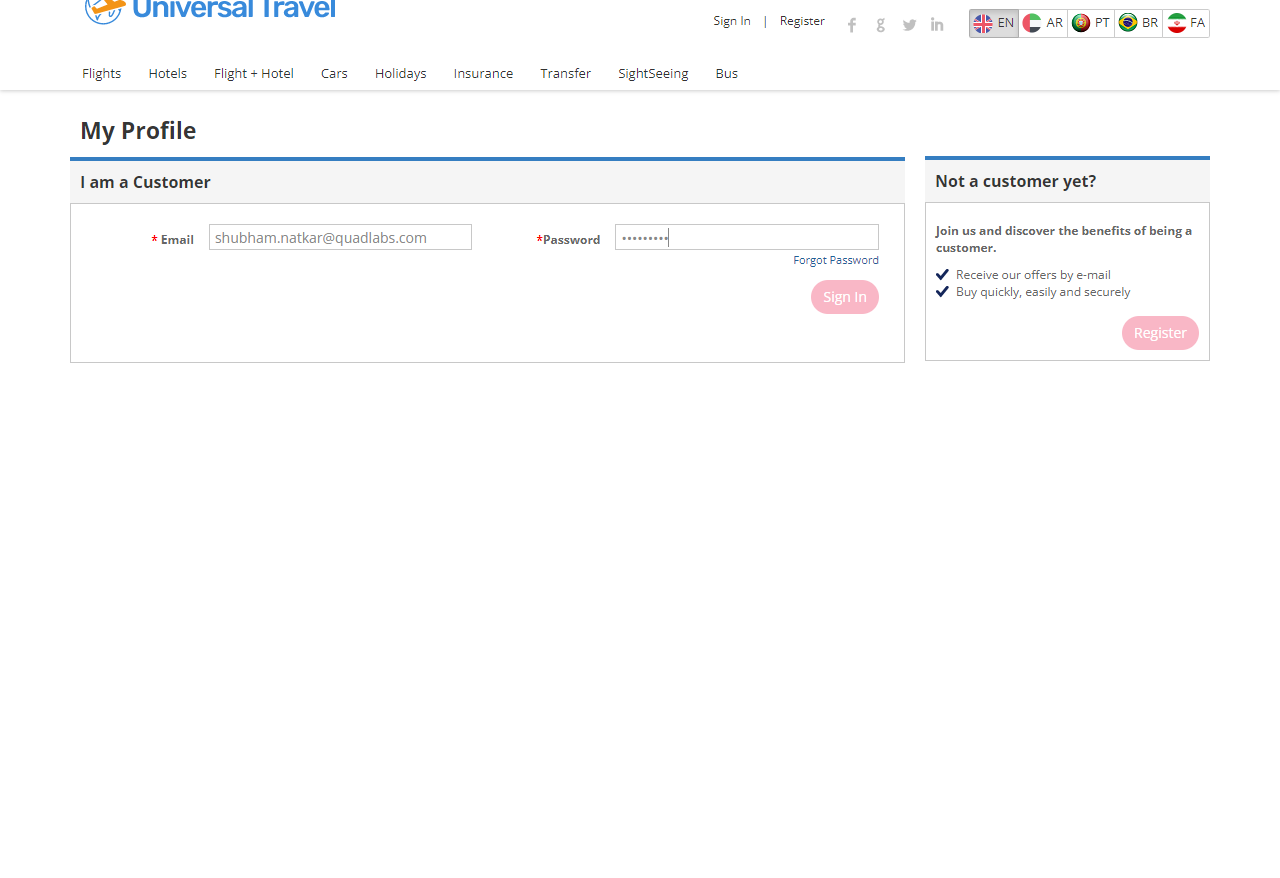 Universal Travel
Sign In | Register
EN AR PT BR FA
Flights Hotels Flight + Hotel Cars Holidays Insurance Transfer SightSeeing Bus
My Profile
I am a Customer
* Email shubham.natkar@quadlabs.com *Password •••••••••
Forgot Password
Sign In
Not a customer yet?
Join us and discover the benefits of being a
customer.
Receive our offers by e-mail
Buy quickly, easily and securely
Register